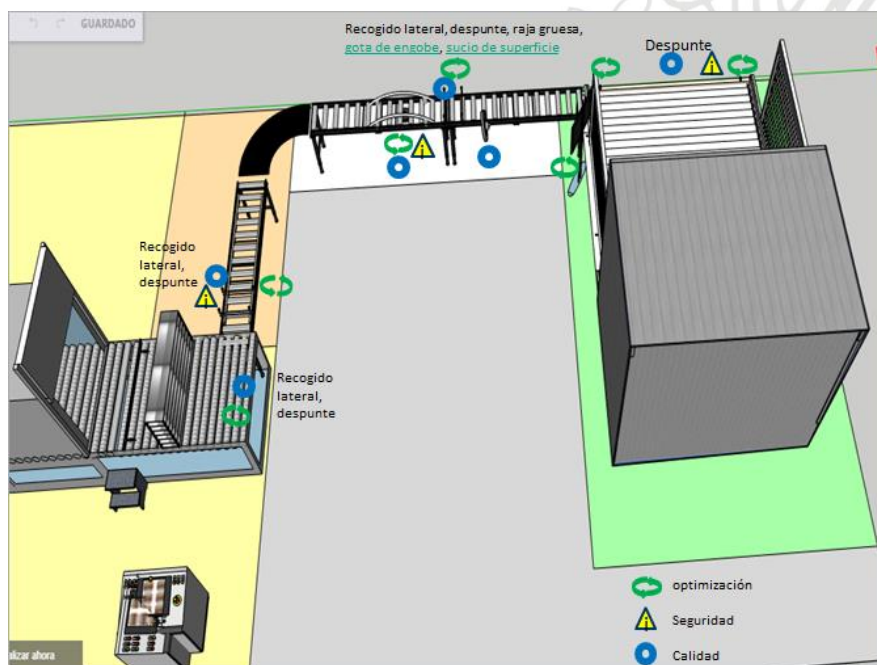 GUARDADO
Recogido lateral, despunte, raja gruesa,
gota de engobe, sucio de superficie
Despunte
Recogido
lateral,
despunte
Recogido
lateral,
despunte
optimización
Seguridad
Calidad
alizar ahora